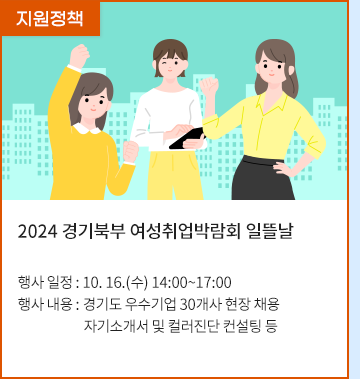 지원정책
2024 경기북부 여성취업박람회 일뜰날
행사 일정 : 10. 16.(수) 14:00~17:00
행사 내용 : 경기도 우수기업 30개사 현장 채용
자기소개서 및 컬러진단 컨설팅 등